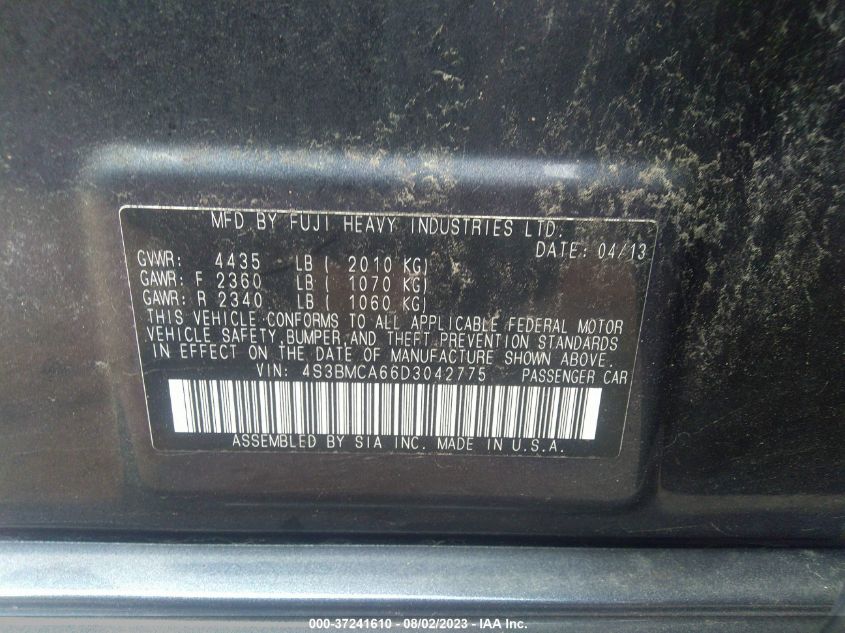 MFD BY FUJI HEAVY INDUSTRIES LTD.
DATE: 04/13
GVWR: 4435 LB ( 2010 KG)
GAWR: F 2360 LB ( 1070 KG)
GAWR: R 2340 LB ( 1060 KG)
THIS VEHICLE CONFORMS TO ALL APPLICABLE FEDERAL MOTOR
VEHICLE SAFETY, BUMPER, AND THEFT PREVENTION STANDARDS
IN EFFECT ON THE DATE OF MANUFACTURE SHOWN ABOVE.
VIN: 4S3BMCA66D3042775 PASSENGER CAR
ASSEMBLED BY SIA INC. MADE IN U.S.A.
000-37241610 - 08/02/2023 - IAA Inc.